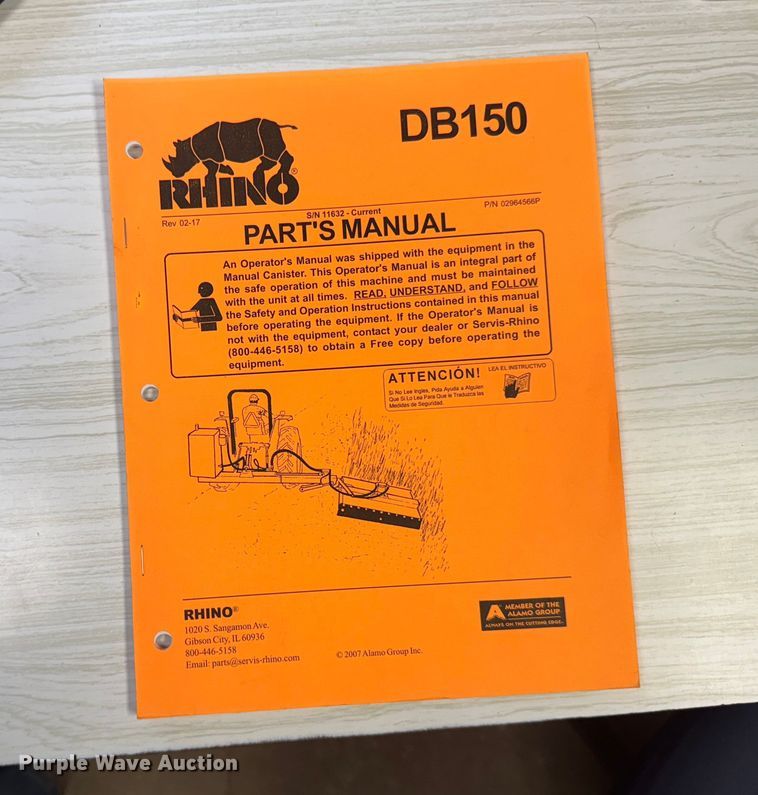 DB150
RHINO®
S/N 11632 - Current
P/N 02964566P
Rev 02-17
PART'S MANUAL
An Operator's Manual was shipped with the equipment in the
Manual Canister. This Operator's Manual is an integral part of
the safe operation of this machine and must be maintained
with the unit at all times. READ, UNDERSTAND, and FOLLOW
the Safety and Operation Instructions contained in this manual
before operating the equipment. If the Operator's Manual is
not with the equipment, contact your dealer or Servis-Rhino
(800-446-5158) to obtain a Free copy before operating the
equipment.
ATTENCIÓN!
LEA EL INSTRUCTIVO
Si No Lee Ingles, Pida Ayuda a Alguien
Que Si Lo Lea Para Que le Traduzca las
Medidas de Seguridad.
RHINO®
1020 S. Sangamon Ave.
Gibson City, IL 60936
800-446-5158
Email: parts@servis-rhino.com
© 2007 Alamo Group Inc.
A
MEMBER OF THE
ALAMO GROUP
ALWAYS ON THE CUTTING EDGE.
Purple Wave Auction